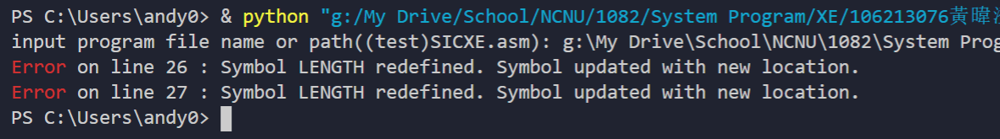 PS C:\Users\andy0> & python "g:/My Drive/School/NCNU/1082/System Program/XE/106213076黃暐
input program file name or path((test)SICXE.asm): g:\My Drive\School\NCNU\1082\System Prog
Error on line 26 : Symbol LENGTH redefined. Symbol updated with new location.
Error on line 27 : Symbol LENGTH redefined. Symbol updated with new location.
PS C:\Users\andy0>